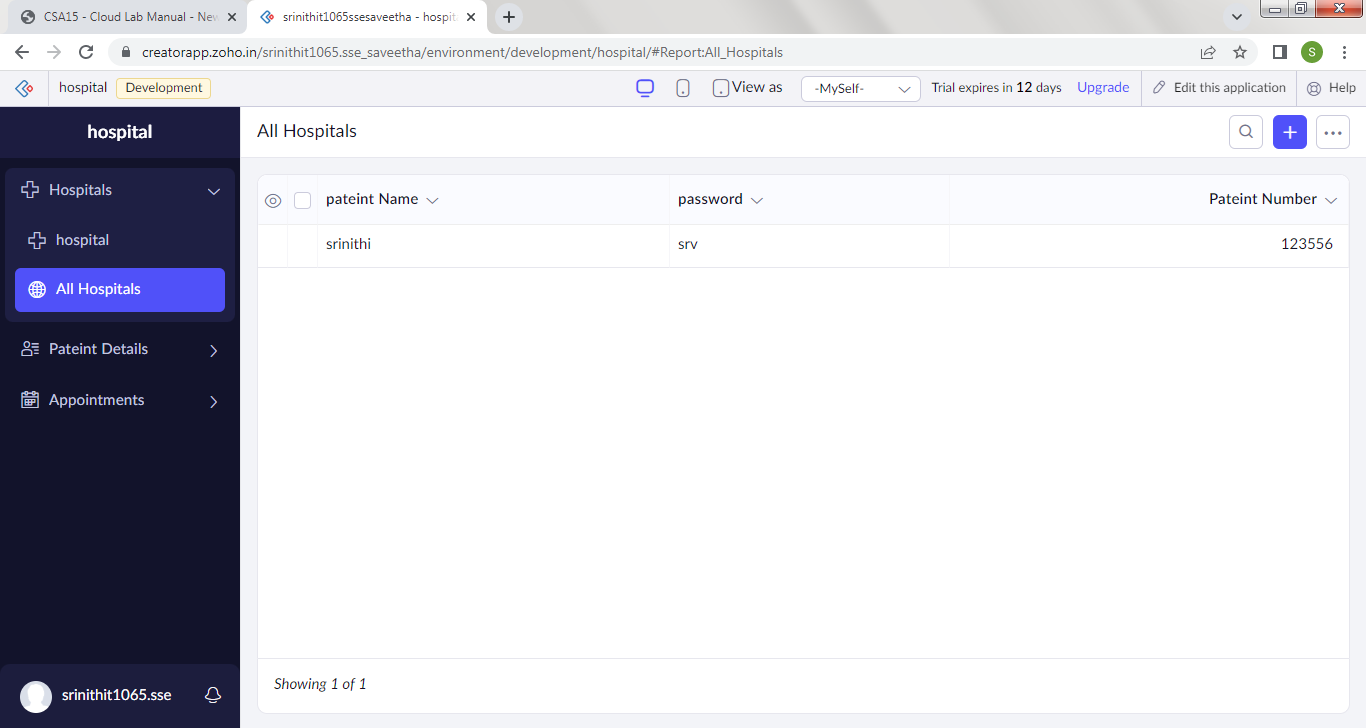 CSA15 - Cloud Lab Manual - New
srinithit1065ssesaveetha - hospit
creatorapp.zoho.in/srinithit1065.sse_saveetha/environment/development/hospital/#Report:All_Hospitals
S
hospital Development View as -MySelf- Trial expires in 12 days Upgrade Edit this application Help
hospital
All Hospitals
Hospitals
hospital
All Hospitals
Pateint Details
Appointments
srinithit1065.sse
pateint Name password Pateint Number
srinithi srv 123556
Showing 1 of 1